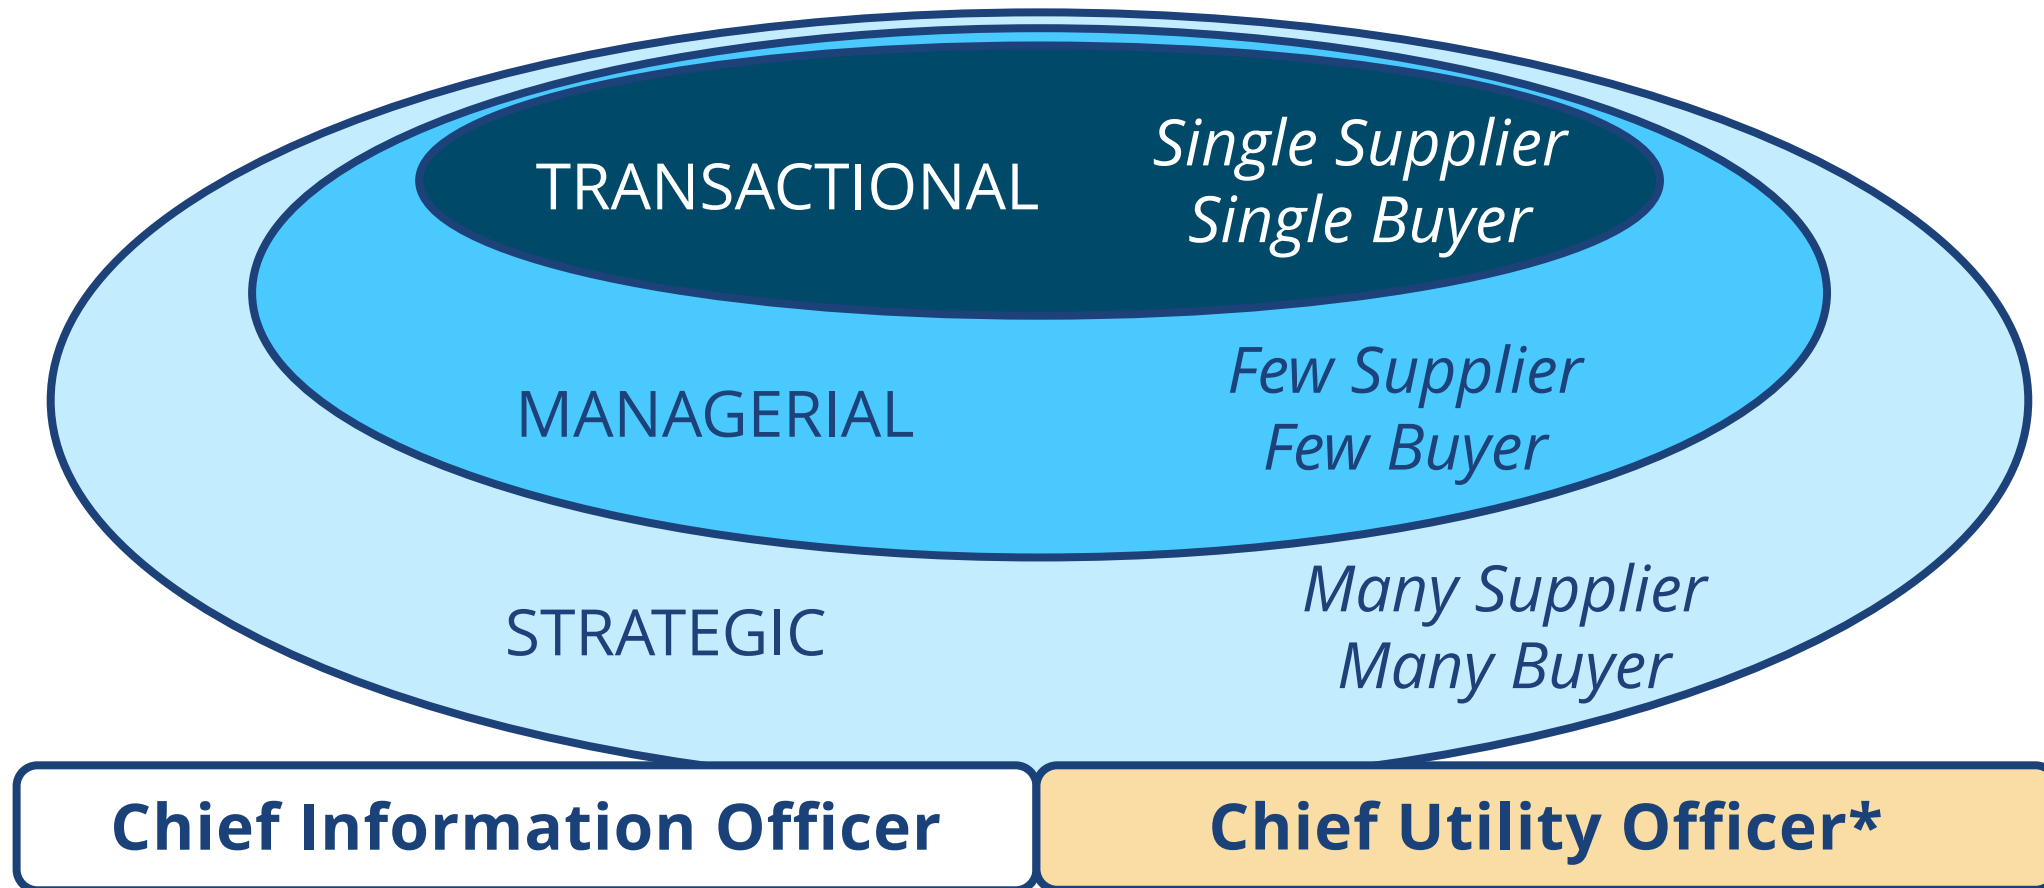 TRANSACTIONAL
Single Supplier
Single Buyer
MANAGERIAL
Few Supplier
Few Buyer
STRATEGIC
Many Supplier
Many Buyer
Chief Information Officer
Chief Utility Officer*